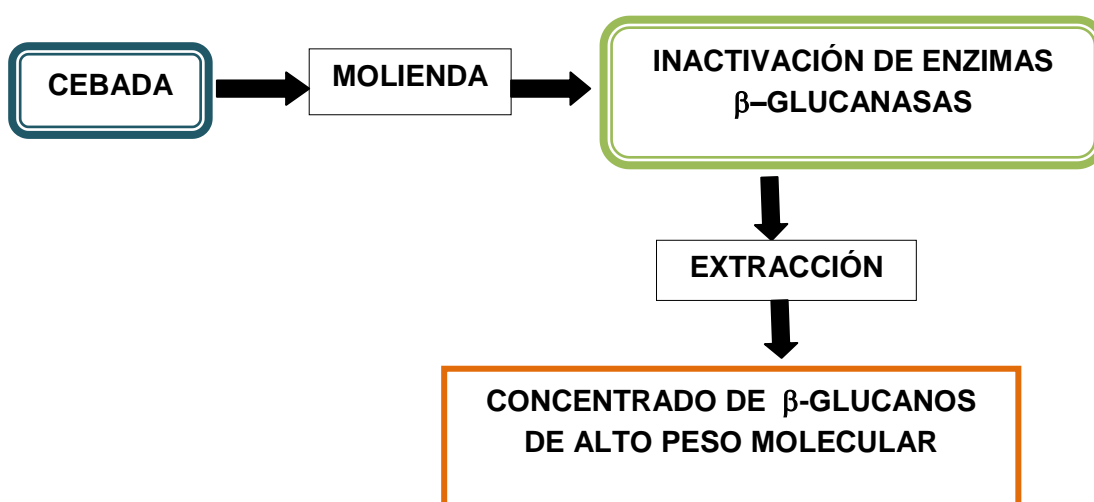 CEBADA
MOLIENDA
INACTIVACIÓN DE ENZIMAS
β–GLUCANASAS
EXTRACCIÓN
CONCENTRADO DE β-GLUCANOS
DE ALTO PESO MOLECULAR